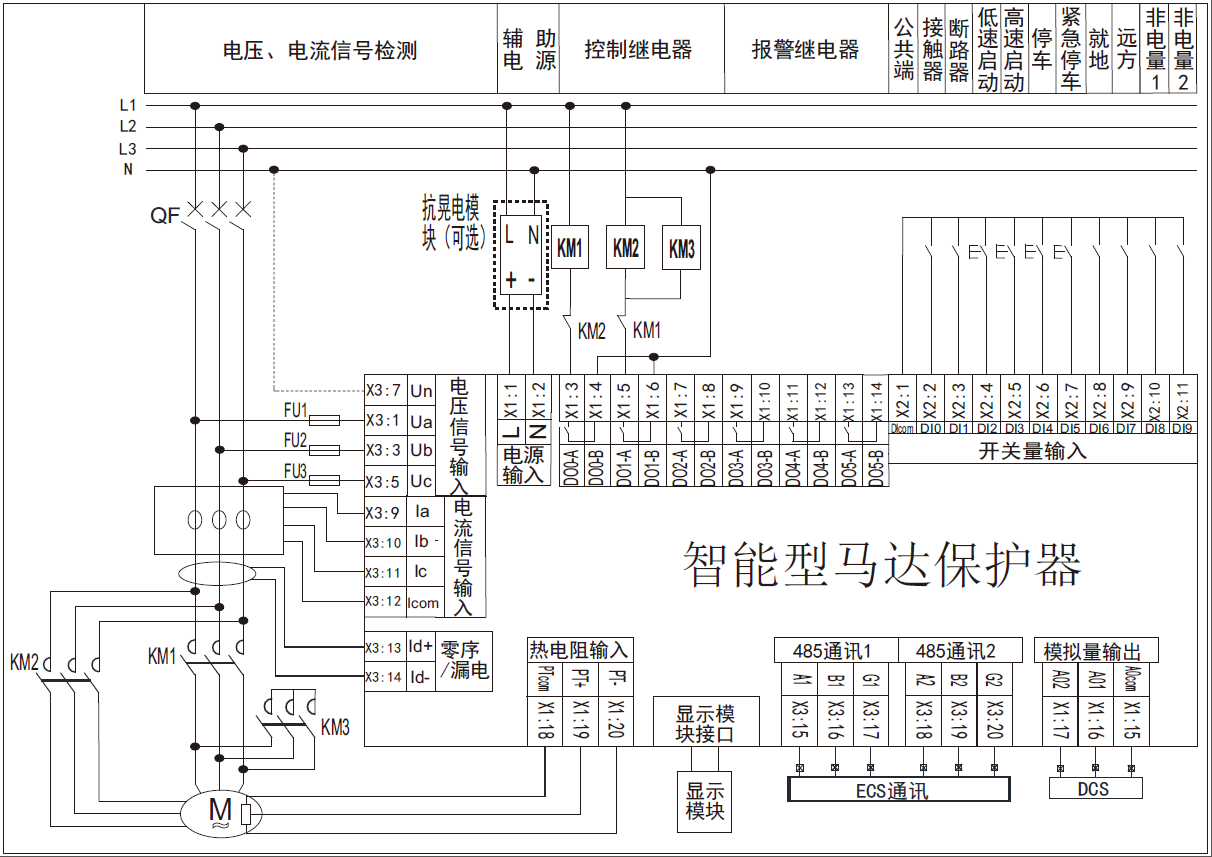 电压、电流信号检测
辅助
电源
控制继电器
报警继电器
公共端
接触器
断路器
低速启动
高速启动
停车
紧急停车
就地
远方
非电量1
非电量2
L1
L2
L3
N
QF
抗晃电模
块（可选）
L N
+ -
KM1
KM2
KM3
KM2
KM1
X3:7 Un
X3:1 Ua
X3:3 Ub
X3:5 Uc
电压信号输入
FU1
FU2
FU3
X3:9 Ia
X3:10 Ib -
X3:11 Ic
X3:12 Icom
电流信号输入
X3:13 Id+
X3:14 Id-
零序
/漏电
X1:1 X1:2
L N
电源
输入
X1:3 X1:4 X1:5 X1:6 X1:7 X1:8 X1:9 X1:10 X1:11 X1:12 X1:13 X1:14
DO0-A DO0-B DO1-A DO1-B DO2-A DO2-B DO3-A DO3-B DO4-A DO4-B DO5-A DO5-B
X2:1 X2:2 X2:3 X2:4 X2:5 X2:6 X2:7 X2:8 X2:9 X2:10 X2:11
DIcom DI0 DI1 DI2 DI3 DI4 DI5 DI6 DI7 DI8 DI9
开关量输入
智能型马达保护器
KM2
KM1
KM3
M
≈
热电阻输入
PTcom PT+ PT-
X1:18 X1:19 X1:20
显示模
块接口
显示
模块
485通讯1
485通讯2
A1 B1 G1 A2 B2 G2
X3:15 X3:16 X3:17 X3:18 X3:19 X3:20
ECS通讯
模拟量输出
AO2 AO1 AOcom
X1:17 X1:16 X1:15
DCS